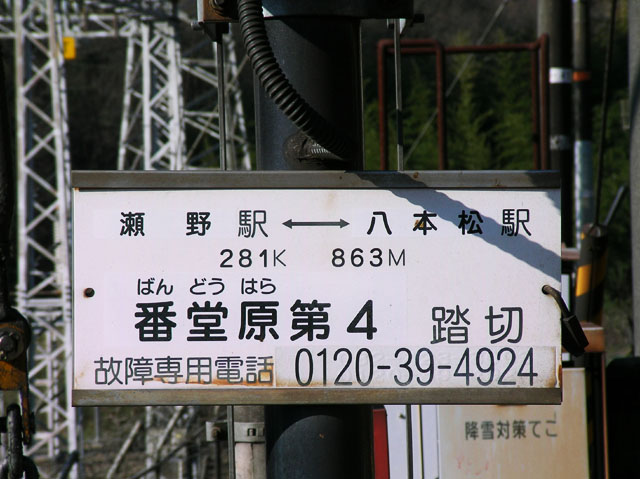 瀬野駅⟷八本松駅
281K 863M
ばんどうはら
番堂原第4 踏切
故障専用電話 0120-39-4924
降雪対策てこ